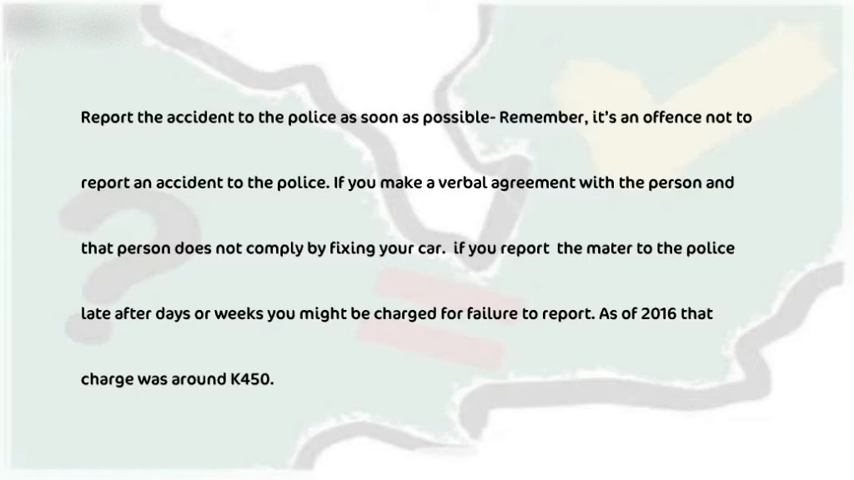 Report the accident to the police as soon as possible- Remember, it's an offence not to
report an accident to the police. If you make a verbal agreement with the person and
that person does not comply by fixing your car.  if you report  the mater to the police
late after days or weeks you might be charged for failure to report. As of 2016 that
charge was around K450.